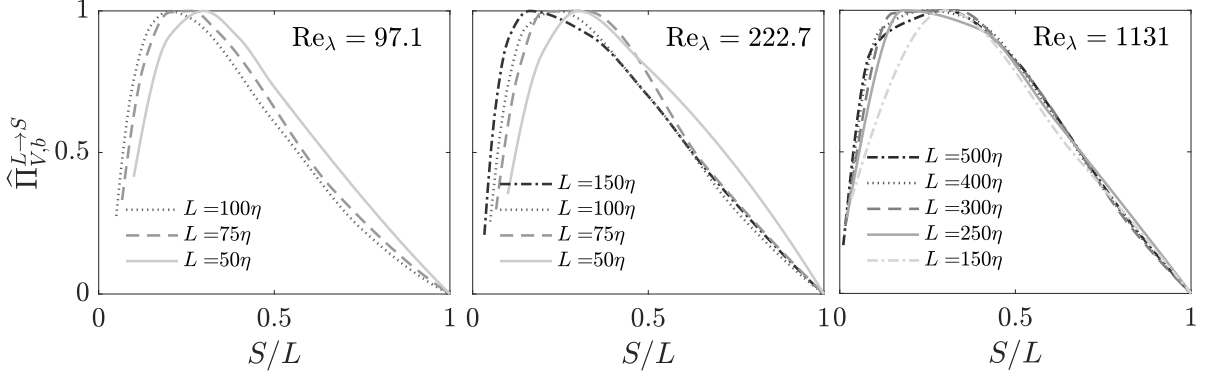 Re_λ = 97.1
Re_λ = 222.7
Re_λ = 1131
1
0.5
0
Π̂_{V,b}^{L→S}
L =100η
L =75η
L =50η
L =150η
L =100η
L =75η
L =50η
L =500η
L =400η
L =300η
L =250η
L =150η
0 0.5 1
0 0.5 1
0 0.5 1
S/L
S/L
S/L